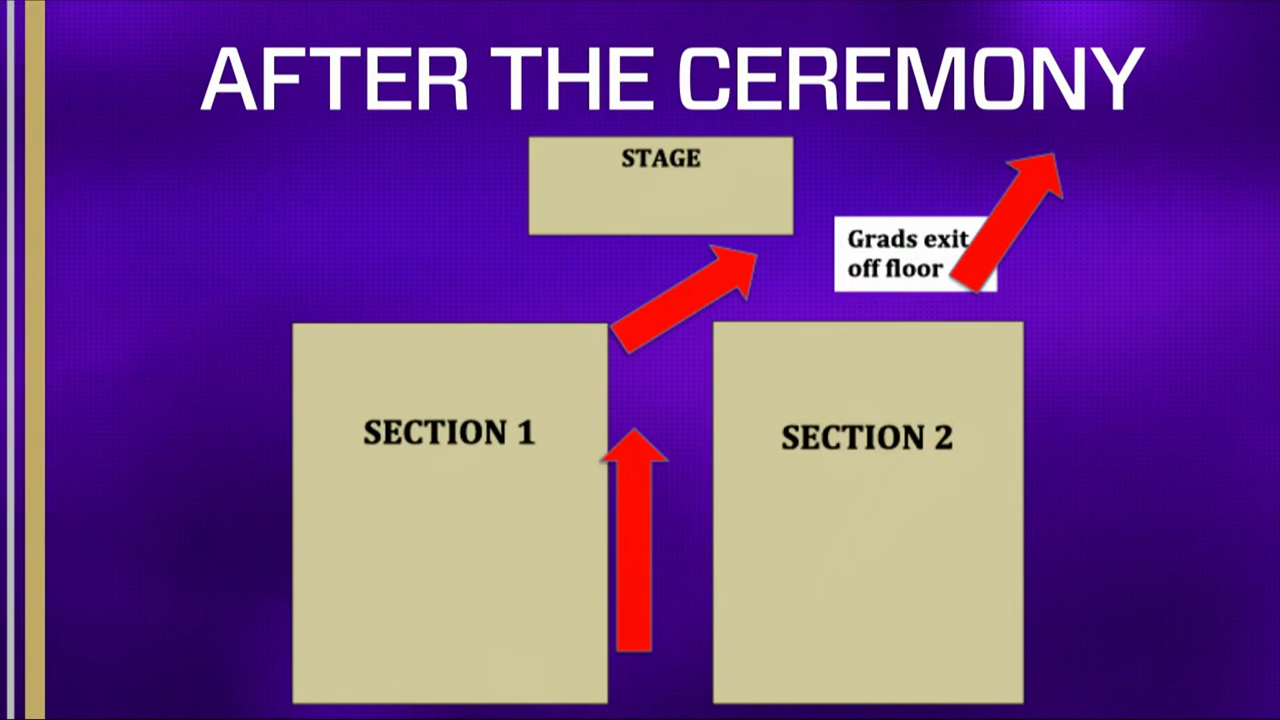 AFTER THE CEREMONY
STAGE
Grads exit
off floor
SECTION 1
SECTION 2